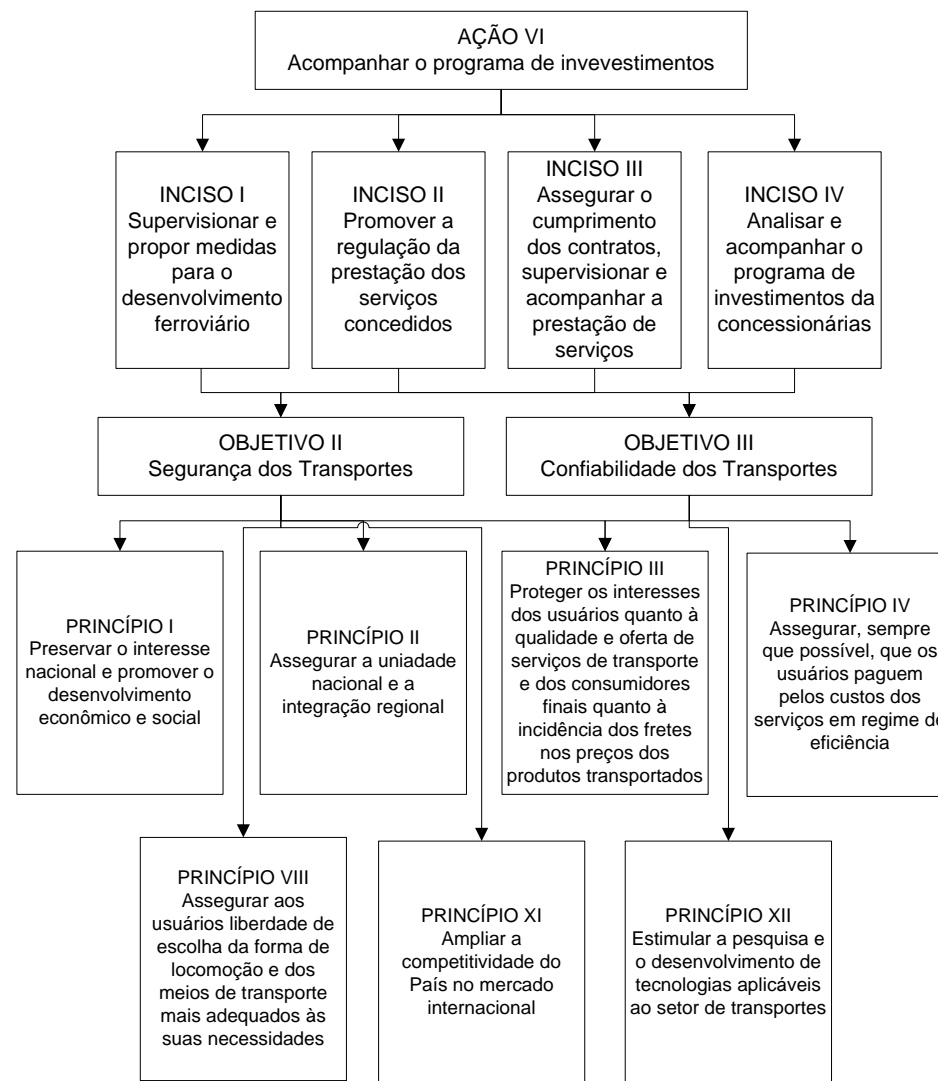 AÇÃO VI
Acompanhar o programa de invevestimentos
INCISO I
Supervisionar e
propor medidas
para o
desenvolvimento
ferroviário
INCISO II
Promover a
regulação da
prestação dos
serviços
concedidos
INCISO III
Assegurar o
cumprimento
dos contratos,
supervisionar e
acompanhar a
prestação de
serviços
INCISO IV
Analisar e
acompanhar o
programa de
investimentos da
concessionárias
OBJETIVO II
Segurança dos Transportes
OBJETIVO III
Confiabilidade dos Transportes
PRINCÍPIO I
Preservar o interesse
nacional e promover o
desenvolvimento
econômico e social
PRINCÍPIO II
Assegurar a uniadade
nacional e a
integração regional
PRINCÍPIO III
Proteger os interesses
dos usuários quanto à
qualidade e oferta de
serviços de transporte
e dos consumidores
finais quanto à
incidência dos fretes
nos preços dos
produtos transportados
PRINCÍPIO IV
Assegurar, sempre
que possível, que os
usuários paguem
pelos custos dos
serviços em regime de
eficiência
PRINCÍPIO VIII
Assegurar aos
usuários liberdade de
escolha da forma de
locomoção e dos
meios de transporte
mais adequados às
suas necessidades
PRINCÍPIO XI
Ampliar a
competitividade do
País no mercado
internacional
PRINCÍPIO XII
Estimular a pesquisa e
o desenvolvimento de
tecnologias aplicáveis
ao setor de transportes